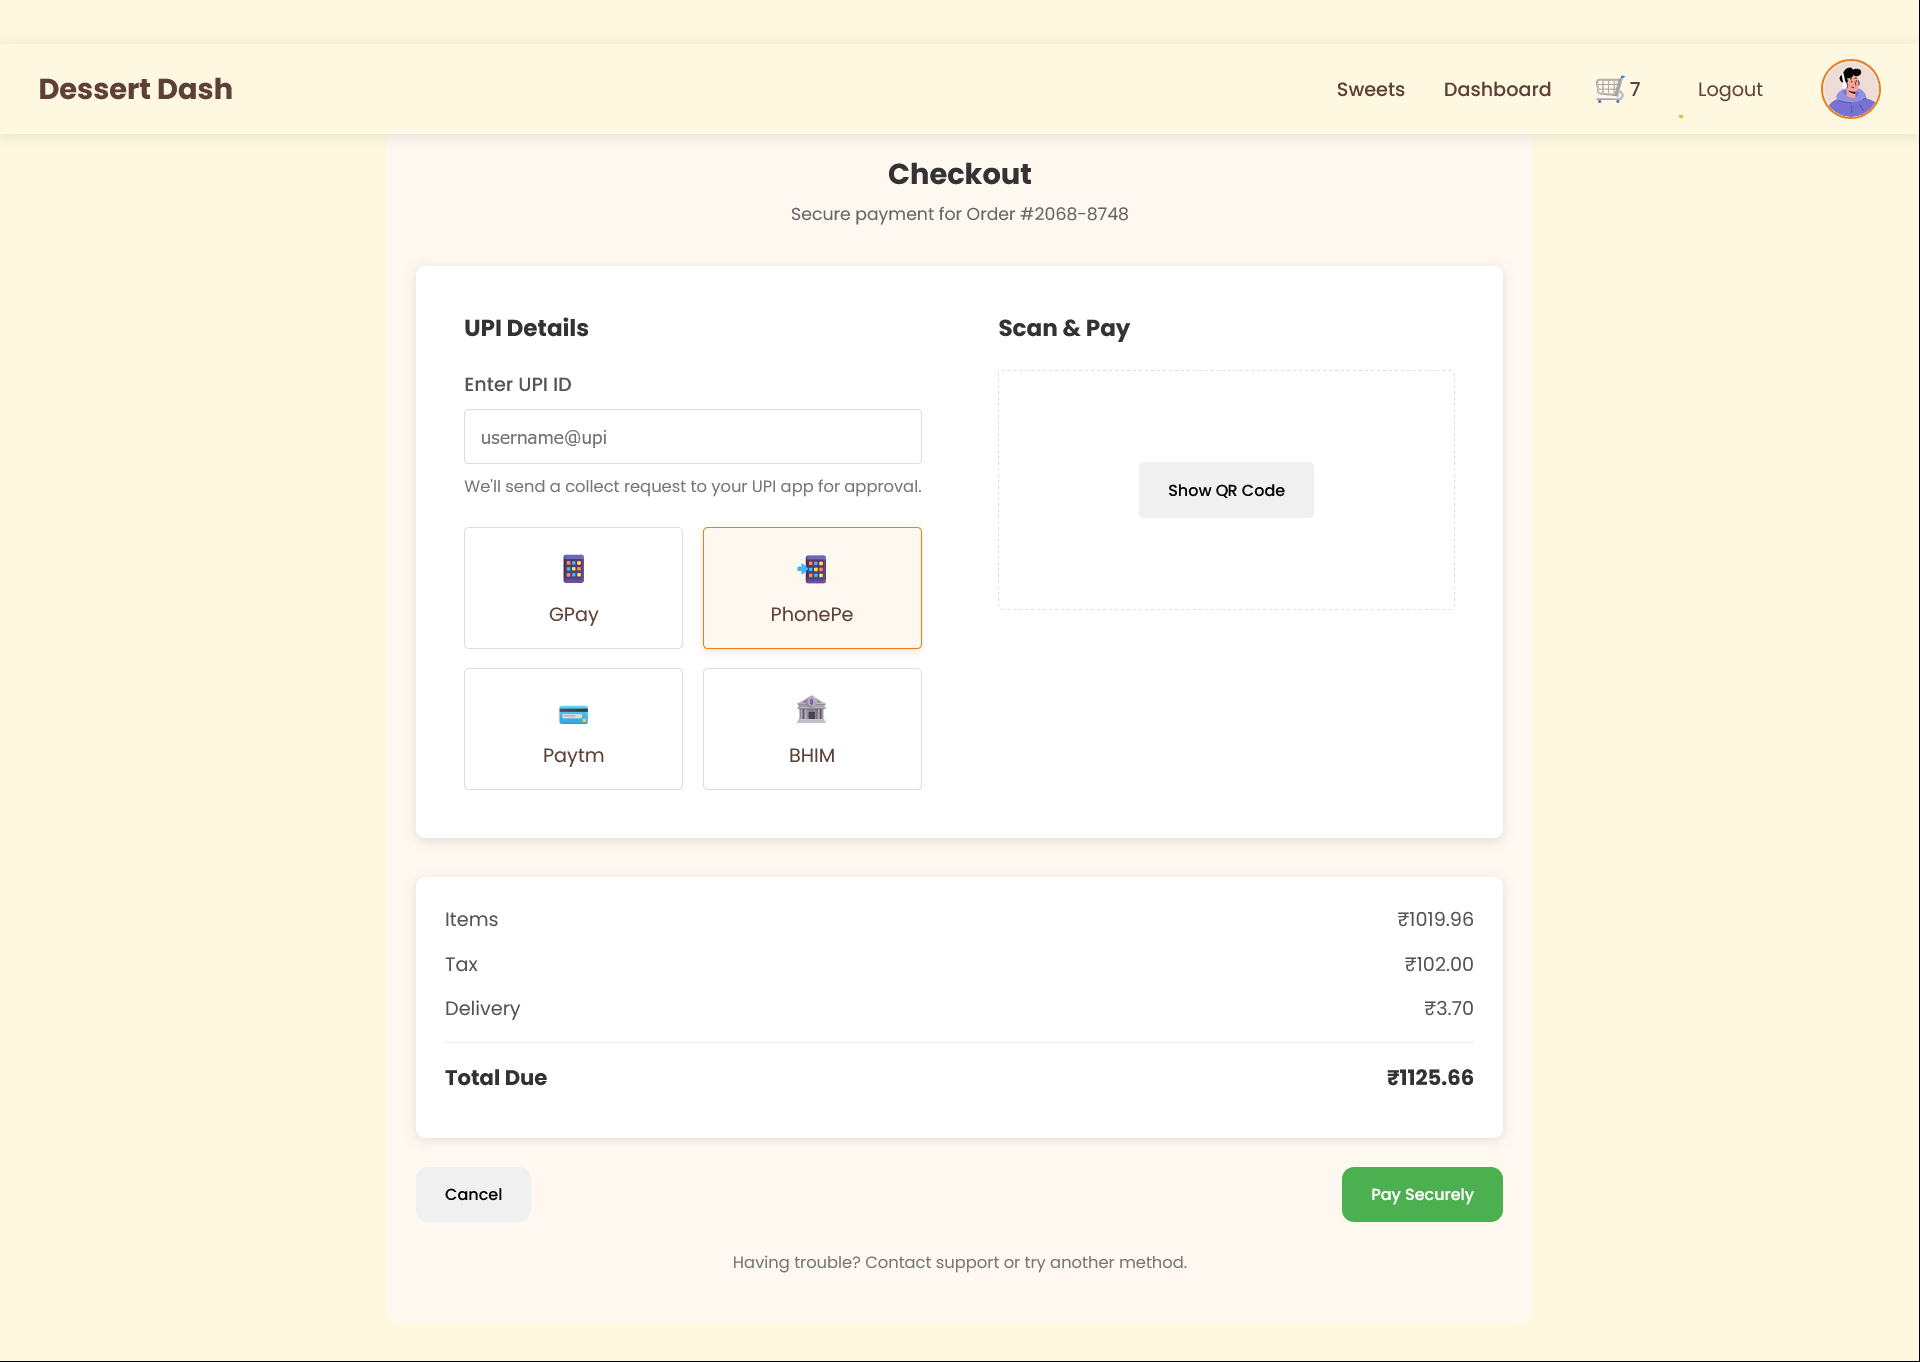 Dessert Dash
Sweets
Dashboard
7
Logout
Checkout
Secure payment for Order #2068-8748
UPI Details
Enter UPI ID
username@upi
We'll send a collect request to your UPI app for approval.
GPay
PhonePe
Paytm
BHIM
Scan & Pay
Show QR Code
Items ₹1019.96
Tax ₹102.00
Delivery ₹3.70
Total Due ₹1125.66
Cancel
Pay Securely
Having trouble? Contact support or try another method.